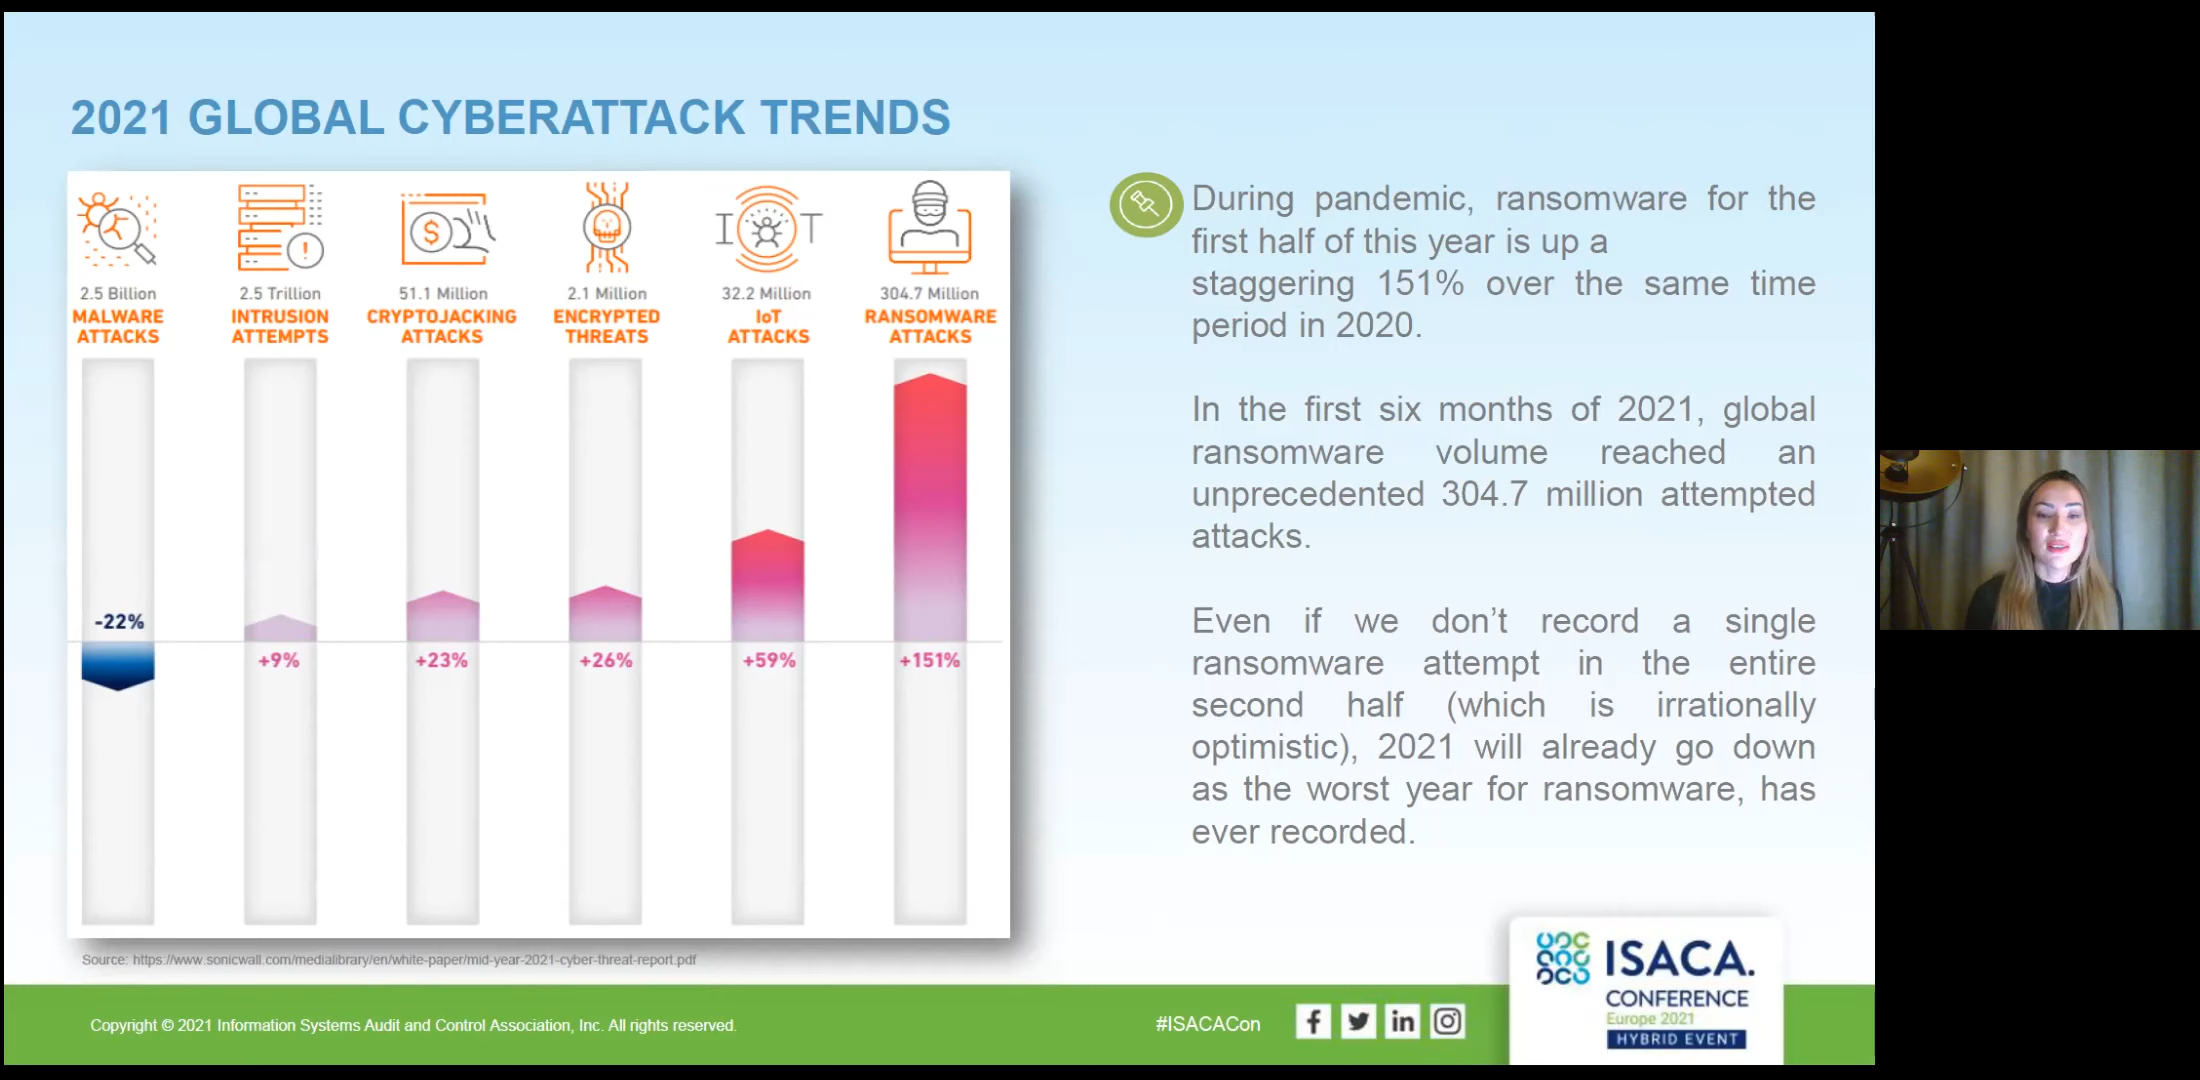 2021 GLOBAL CYBERATTACK TRENDS
2.5 Billion
MALWARE
ATTACKS
-22%
2.5 Trillion
INTRUSION
ATTEMPTS
+9%
51.1 Million
CRYPTOJACKING
ATTACKS
+23%
2.1 Million
ENCRYPTED
THREATS
+26%
I T
32.2 Million
IoT
ATTACKS
+59%
304.7 Million
RANSOMWARE
ATTACKS
+151%
Source: https://www.sonicwall.com/medialibrary/en/white-paper/mid-year-2021-cyber-threat-report.pdf
During pandemic, ransomware for the
first half of this year is up a
staggering 151% over the same time
period in 2020.
In the first six months of 2021, global
ransomware volume reached an
unprecedented 304.7 million attempted
attacks.
Even if we don’t record a single
ransomware attempt in the entire
second half (which is irrationally
optimistic), 2021 will already go down
as the worst year for ransomware, has
ever recorded.
Copyright © 2021 Information Systems Audit and Control Association, Inc. All rights reserved.
#ISACACon
ISACA.
CONFERENCE
Europe 2021
HYBRID EVENT